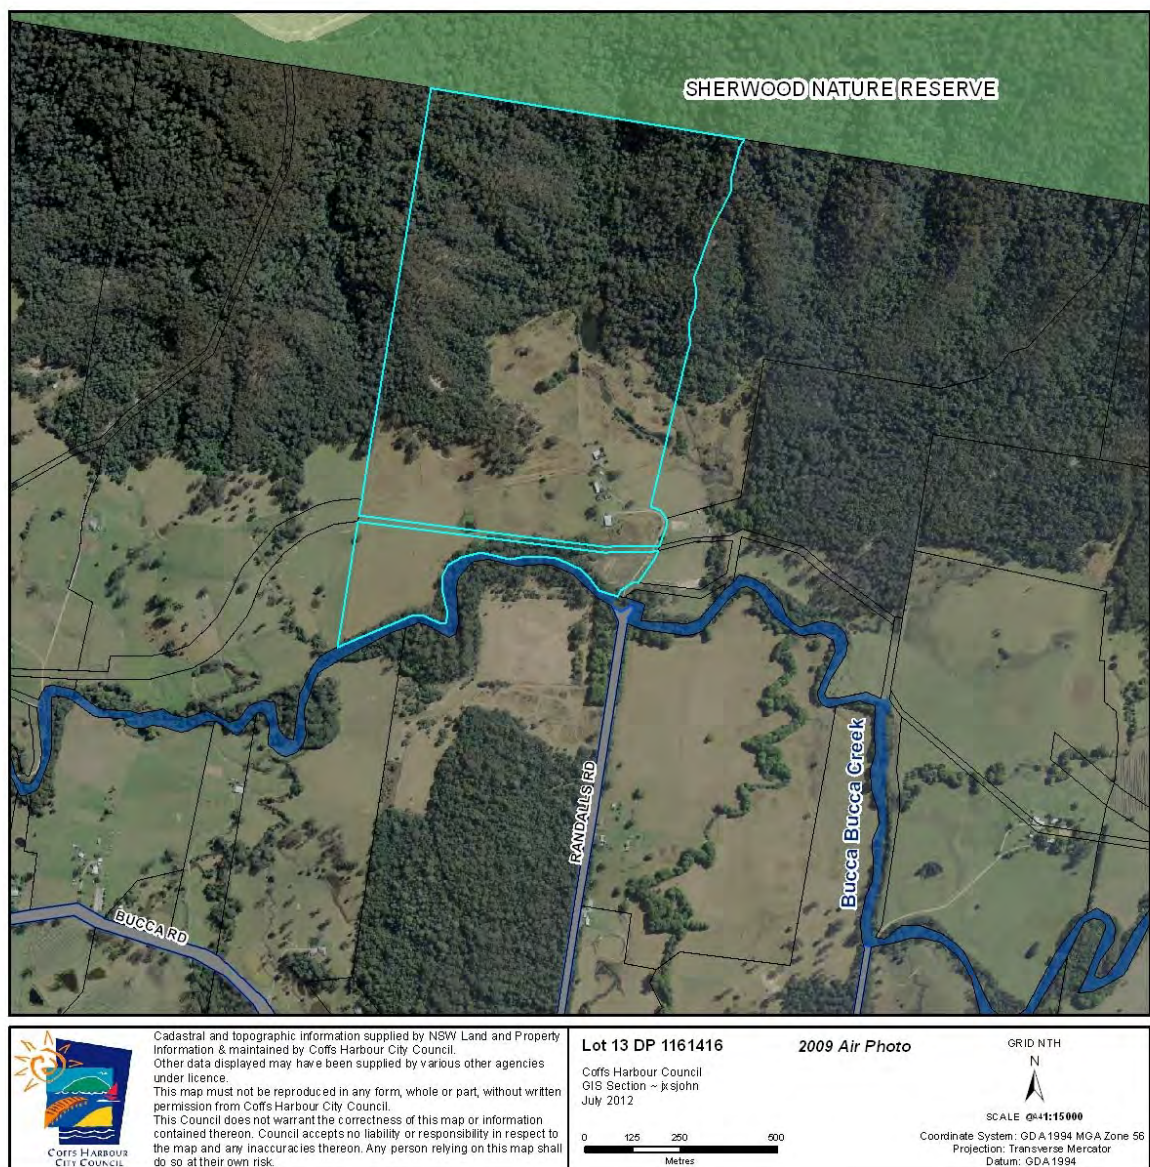 SHERWOOD NATURE RESERVE
RANDALLS RD
Bucca Bucca Creek
BUCCA RD
COFFS HARBOUR
CITY COUNCIL
Cadastral and topographic information supplied by NSW Land and Property
Information & maintained by Coffs Harbour City Council.
Other data displayed may have been supplied by various other agencies
under licence.
This map must not be reproduced in any form, whole or part, without written
permission from Coffs Harbour City Council.
This Council does not warrant the correctness of this map or information
contained thereon. Council accepts no liability or responsibility in respect to
the map and any inaccuracies thereon. Any person relying on this map shall
do so at their own risk.
Lot 13 DP 1161416
2009 Air Photo
Coffs Harbour Council
GIS Section ~ jxsjohn
July 2012
0 125 250 500
Metres
GRID NTH
N
SCALE @A4 1:15000
Coordinate System: GDA 1994 MGA Zone 56
Projection: Transverse Mercator
Datum: GDA 1994